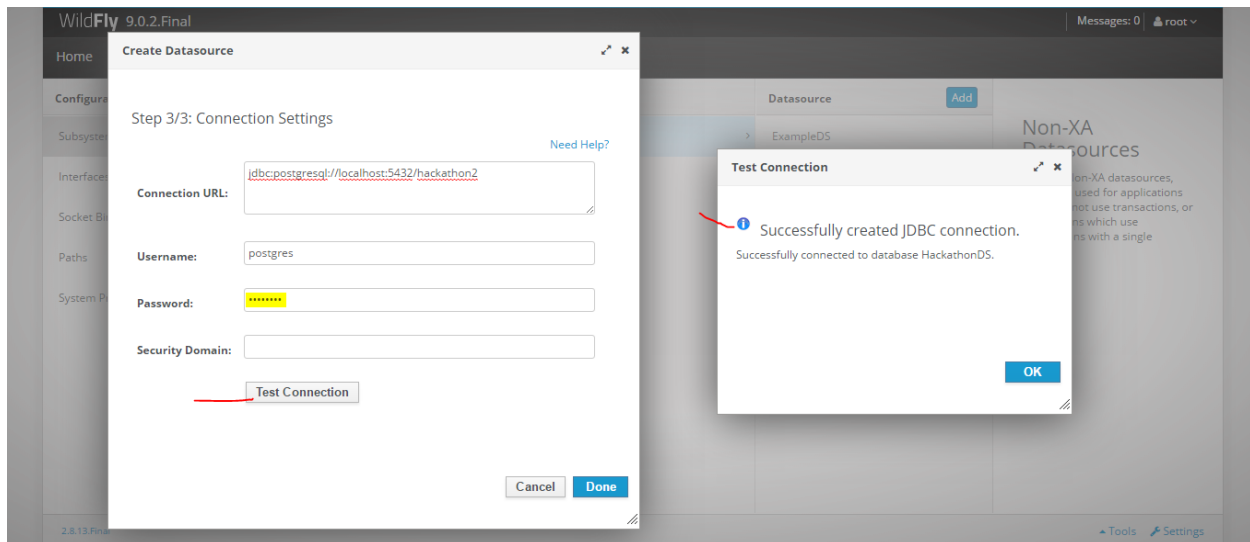 WildFly 9.0.2.Final
Messages: 0
root
Home
Create Datasource
Step 3/3: Connection Settings
Need Help?
Connection URL:
jdbc:postgresql://localhost:5432/hackathon2
Username:
postgres
Password:
••••••••
Security Domain:
Test Connection
Cancel
Done
Configura
Subsyster
Interfaces
Socket Bi
Paths
System P
Datasource
Add
ExampleDS
Non-XA
Datasources
on-XA datasources,
used for applications
not use transactions, or
ns which use
ns with a single
Test Connection
Successfully created JDBC connection.
Successfully connected to database HackathonDS.
OK
2.8.13.Final
Tools
Settings